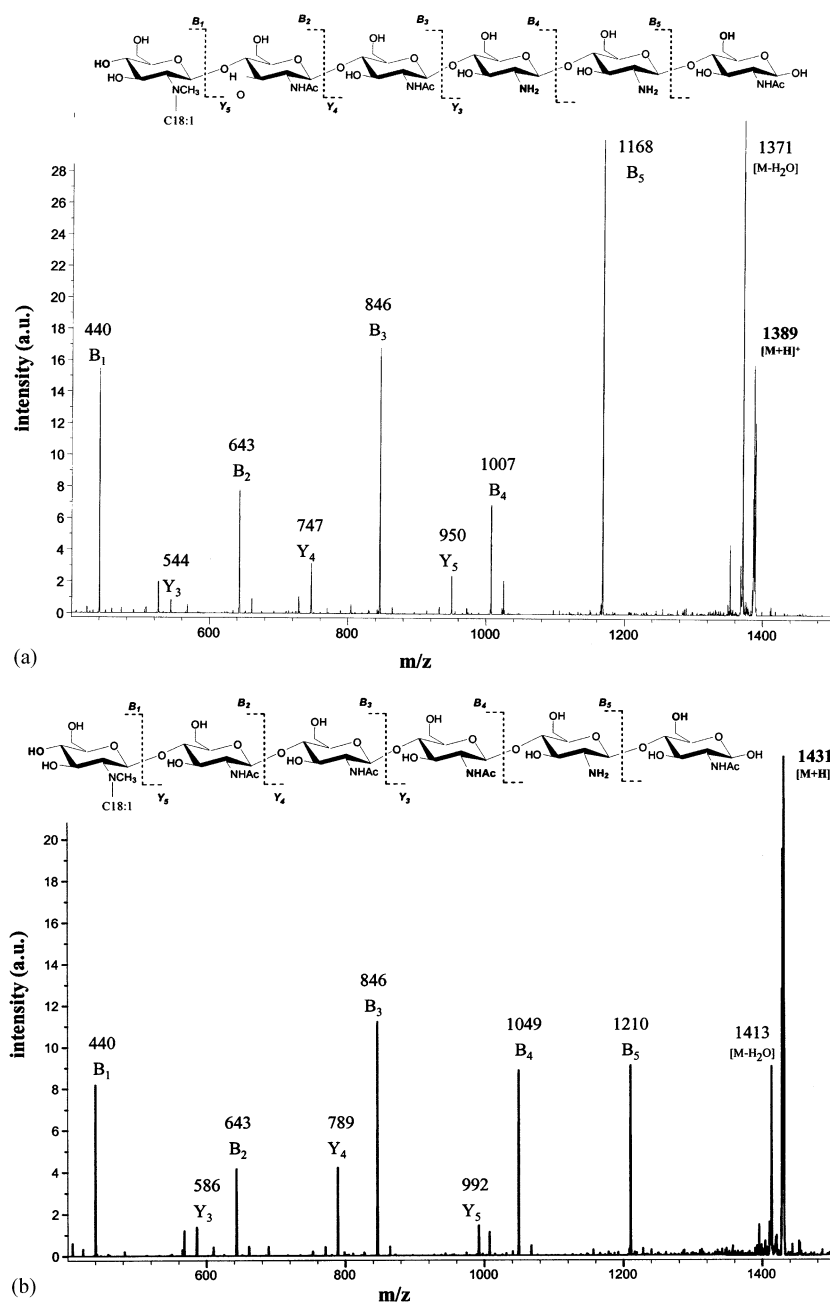 B1 B2 B3 B4 B5
OH OH OH OH OH OH
HO HO O O O O O O O O O O O OH
H HO HO HO HO
NCH3 O NHAc NHAc NH2 NH2 NHAc
C18:1
Y5 Y4 Y3
intensity (a.u.)
28
26
24
22
20
18
16
14
12
10
8
6
4
2
0
440
B1
544
Y3
643
B2
747
Y4
846
B3
950
Y5
1007
B4
1168
B5
1371
[M-H2O]
1389
[M+H]+
600 800 1000 1200 1400
(a)
m/z
B1 B2 B3 B4 B5
OH OH OH OH OH OH
HO HO O O HO O O HO O O HO O O HO O O HO O OH
NCH3 NHAc NHAc NHAc NH2 NHAc
C18:1
Y5 Y4 Y3
intensity (a.u.)
20
18
16
14
12
10
8
6
4
2
0
440
B1
586
Y3
643
B2
789
Y4
846
B3
992
Y5
1049
B4
1210
B5
1413
[M-H2O]
1431
[M+H]
600 800 1000 1200 1400
(b)
m/z